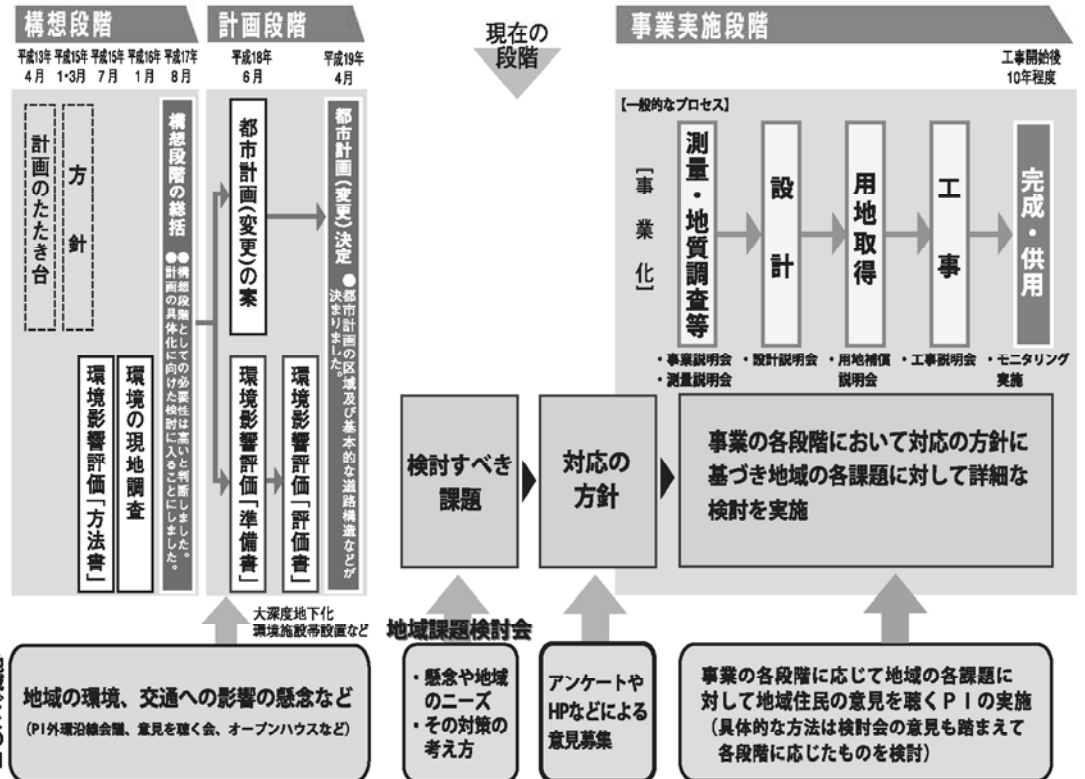 構想段階
計画段階
現在の
段階
事業実施段階
平成13年
4月
平成15年
1・3月
平成15年
7月
平成16年
1月
平成17年
8月
平成18年
6月
平成19年
4月
工事開始後
10年程度
計画のたたき台
方針
構想段階の総括
●構想段階としての必要性は高いと判断しました。
●計画の具体化に向けた検討に入ることにしました。
環境影響評価「方法書」
環境の現地調査
都市計画(変更)の案
都市計画(変更)決定
●都市計画の区域及び基本的な道路構造などが
決まりました。
環境影響評価「準備書」
環境影響評価「評価書」
【一般的なプロセス】
[事業化]
測量・地質調査等
設計
用地取得
工事
完成・供用
・事業説明会
・測量説明会
・設計説明会
・用地補償
説明会
・工事説明会
・モニタリング
実施
検討すべき
課題
対応の
方針
事業の各段階において対応の方針に
基づき地域の各課題に対して詳細な
検討を実施
大深度地下化
環境施設帯設置など
地域課題検討会
地域の環境、交通への影響の懸念など
(PI外環沿線会議、意見を聴く会、オープンハウスなど)
・懸念や地域
のニーズ
・その対策の
考え方
アンケートや
HPなどによる
意見募集
事業の各段階に応じて地域の各課題に
対して地域住民の意見を聴くPIの実施
(具体的な方法は検討会の意見も踏まえて
各段階に応じたものを検討)